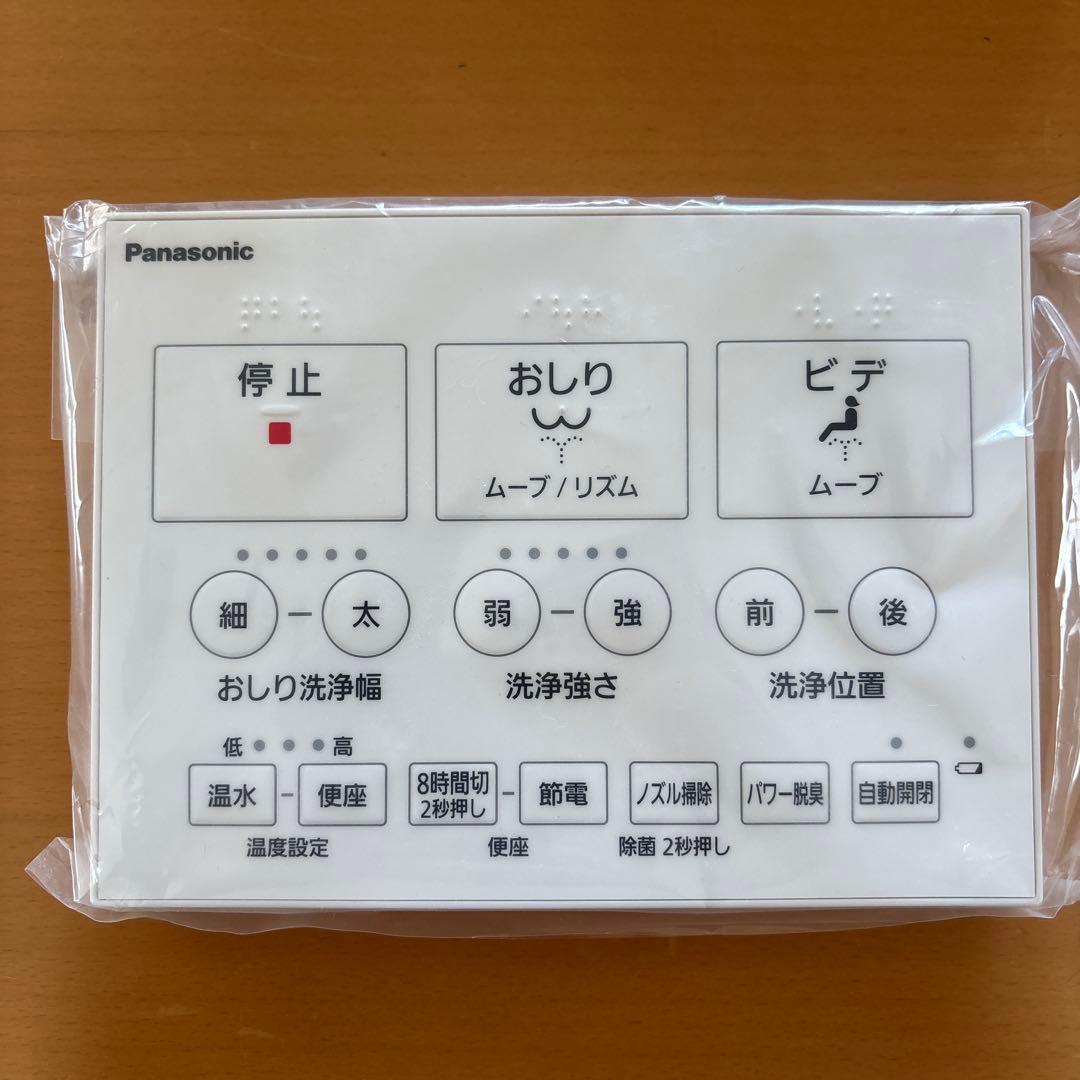 Panasonic
停止
おしり
ビデ
ムーブ / リズム
ムーブ
細 - 太
弱 - 強
前 - 後
おしり洗浄幅
洗浄強さ
洗浄位置
低
高
温水 - 便座
8時間切
2秒押し
- 節電
ノズル掃除
パワー脱臭
自動開閉
温度設定
便座
除菌 2秒押し